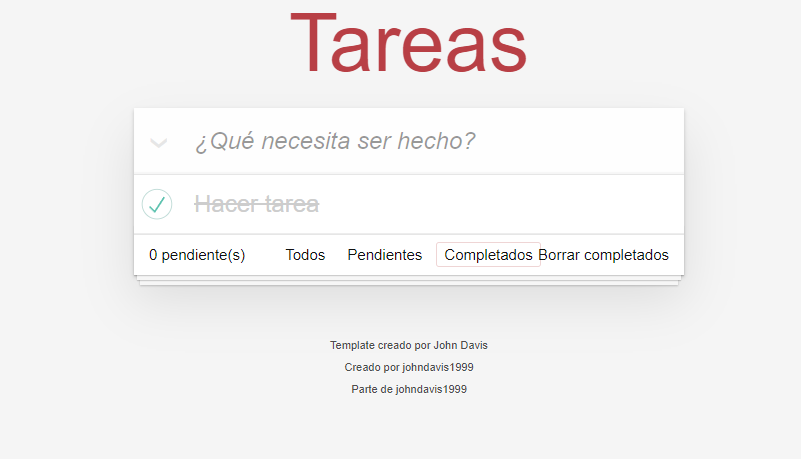 Tareas
¿Qué necesita ser hecho?
Hacer tarea
0 pendiente(s) Todos Pendientes Completados Borrar completados
Template creado por John Davis
Creado por johndavis1999
Parte de johndavis1999